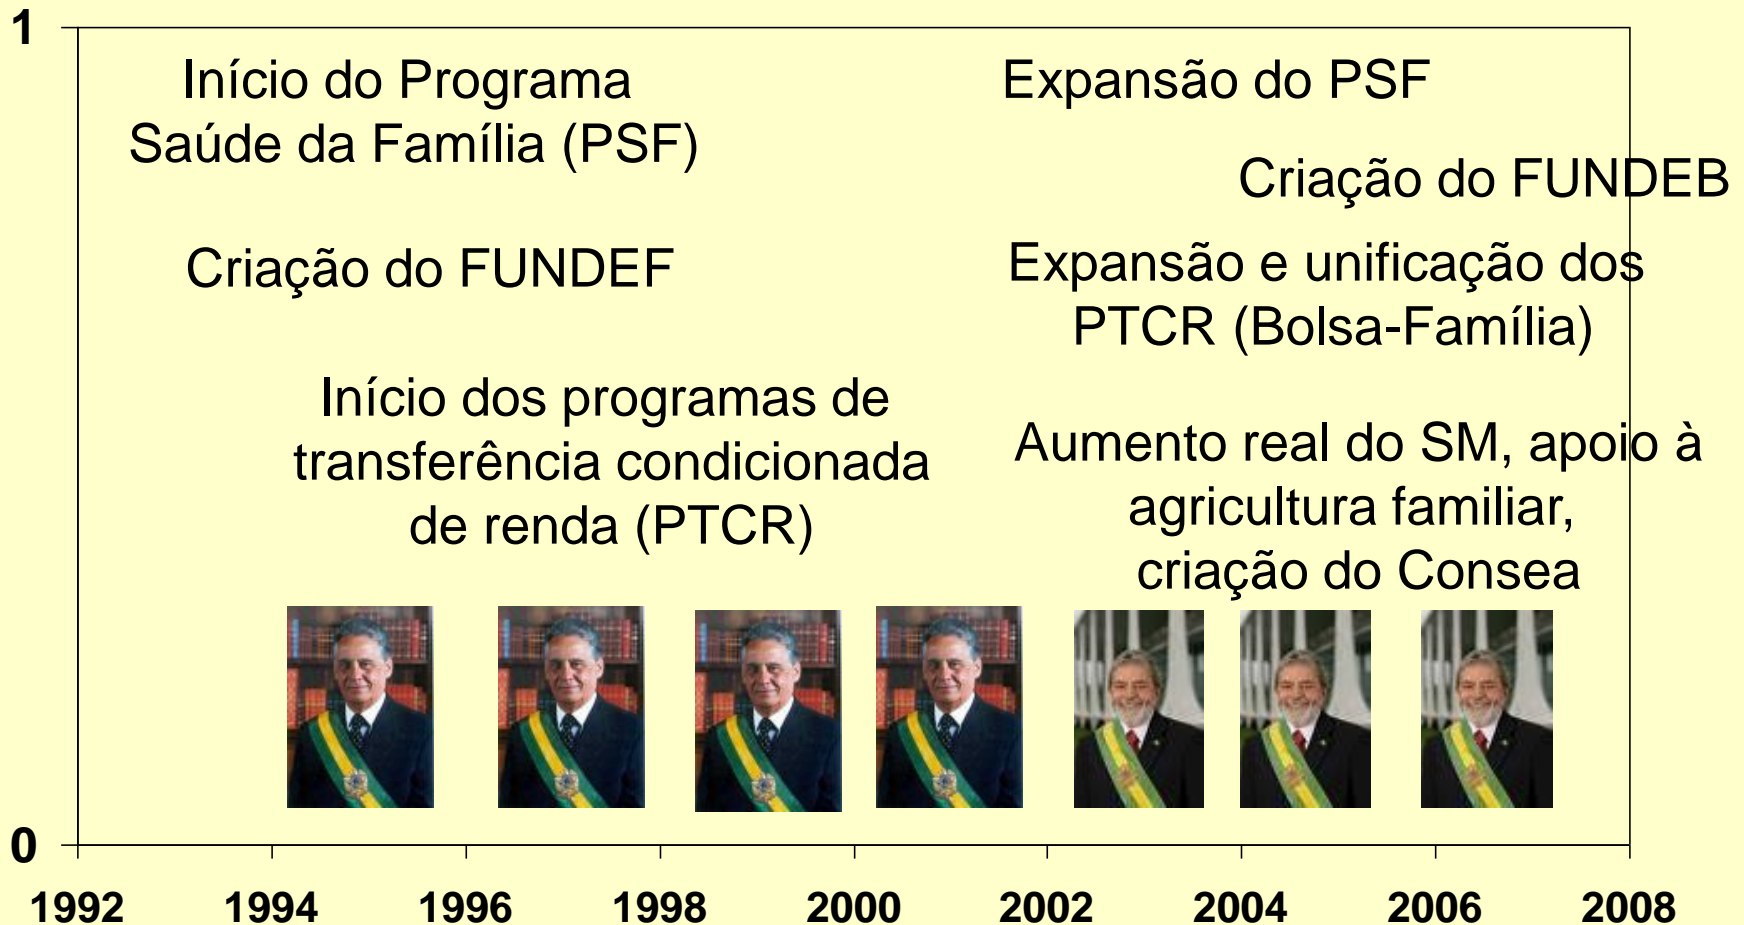 1
Início do Programa
Saúde da Família (PSF)
Criação do FUNDEF
Início dos programas de
transferência condicionada
de renda (PTCR)
Expansão do PSF
Criação do FUNDEB
Expansão e unificação dos
PTCR (Bolsa-Família)
Aumento real do SM, apoio à
agricultura familiar,
criação do Consea
0
1992 1994 1996 1998 2000 2002 2004 2006 2008